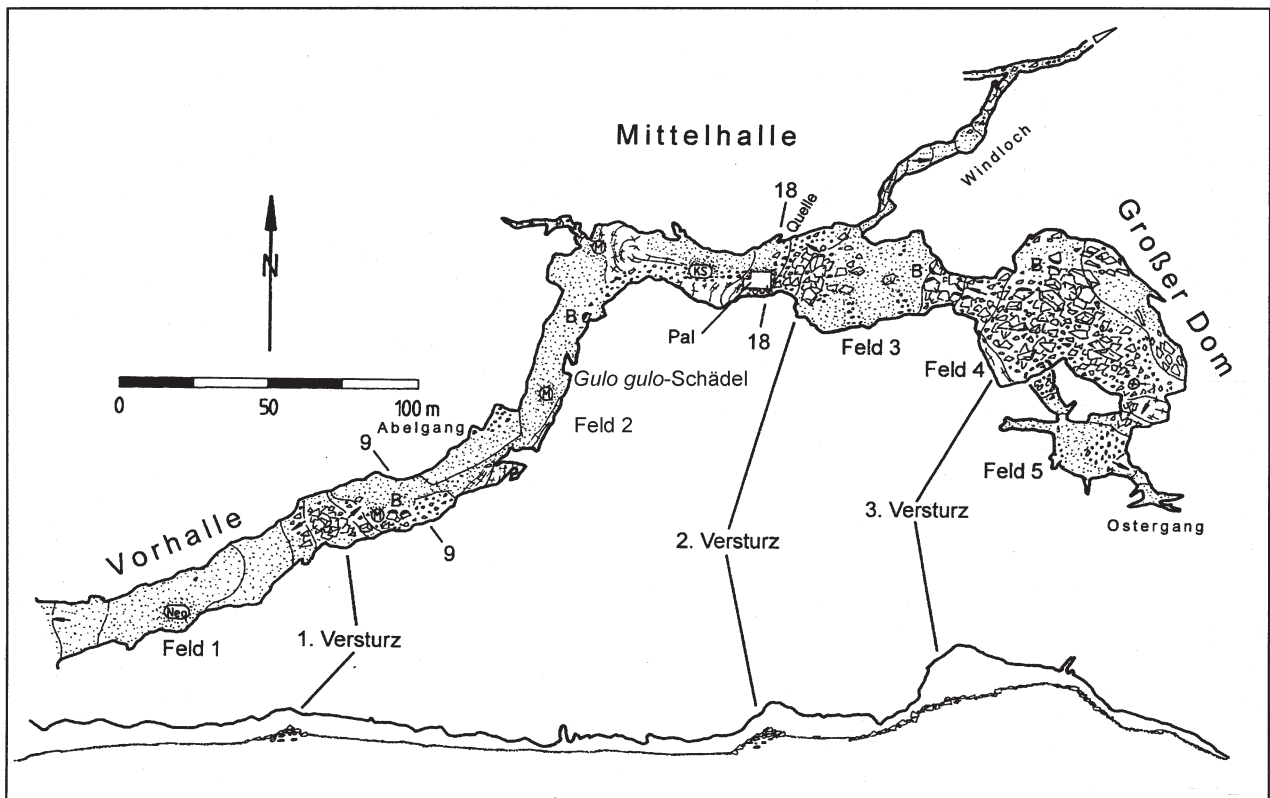 Mittelhalle
Windloch
18
Quelle
Großer Dom
N
M
KS
B
B
B
Pal
18
Feld 3
Gulo gulo-Schädel
Feld 4
0 50 100 m
M
Abelgang
Feld 2
9
Feld 5
B
M
Vorhalle
9
3. Versturz
Ostergang
2. Versturz
Neo
Feld 1
1. Versturz